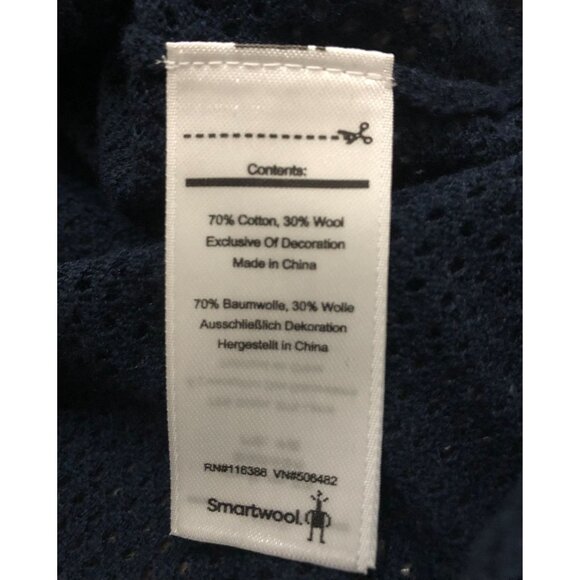 Contents:
70% Cotton, 30% Wool
Exclusive Of Decoration
Made in China
70% Baumwolle, 30% Wolle
Ausschließlich Dekoration
Hergestellt in China
RN#116386 VN#506482
Smartwool.